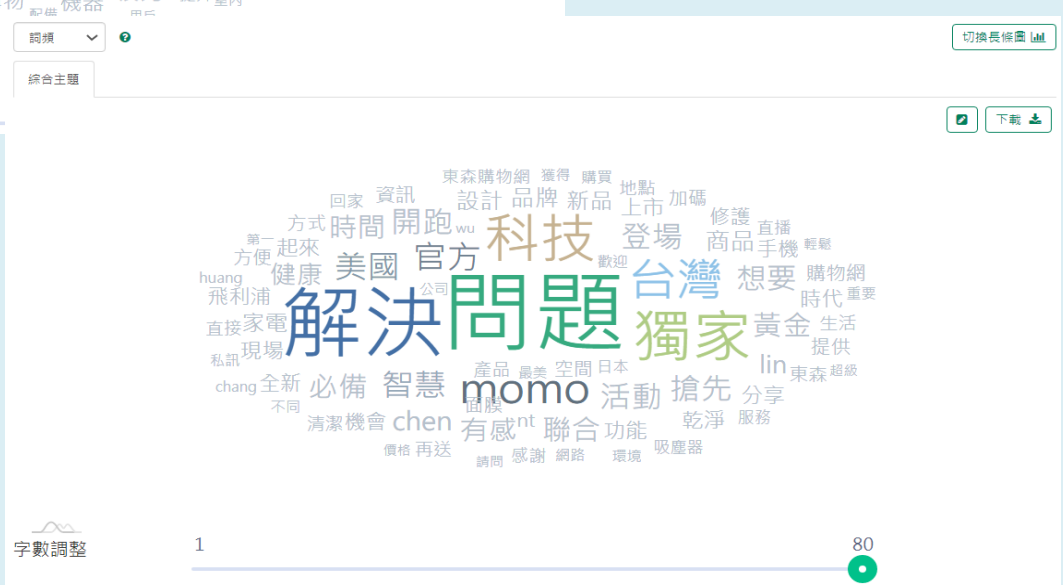 配備 機器 室內
用戶
詞頻
切換長條圖
綜合主題
下載
東森購物網 獲得 購買
回家 資訊 設計 品牌 新品 地點 上市 加碼
方式 時間 開跑 wu 科技 登場 修護 商品 直播
第一 方便 起來 官方 歡迎 手機 輕鬆
huang 健康 美國 公司 問題 台灣 想要 購物網
飛利浦 解決 時代 重要
直接 家電 獨家 黃金 生活
私訊 現場 產品 最美 空間 日本 lin 提供
chang 全新 必備 智慧 momo 活動 搶先 東森 超級
不同 面膜 分享
清潔 機會 chen 有感 nt 聯合 功能 乾淨 服務
價格 再送 請問 感謝 網路 環境 吸塵器
字數調整
1 80